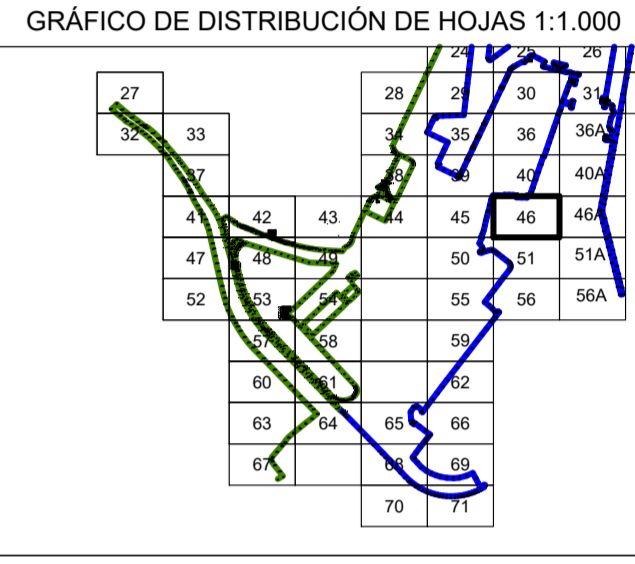 GRÁFICO DE DISTRIBUCIÓN DE HOJAS 1:1.000
24 25 26
27 28 29 30 31
32 33 34 35 36 36A
37 38 39 40 40A
41 42 43 44 45 46 46A
47 48 49 50 51 51A
52 53 54 55 56 56A
57 58 59
60 61 62
63 64 65 66
67 68 69
70 71